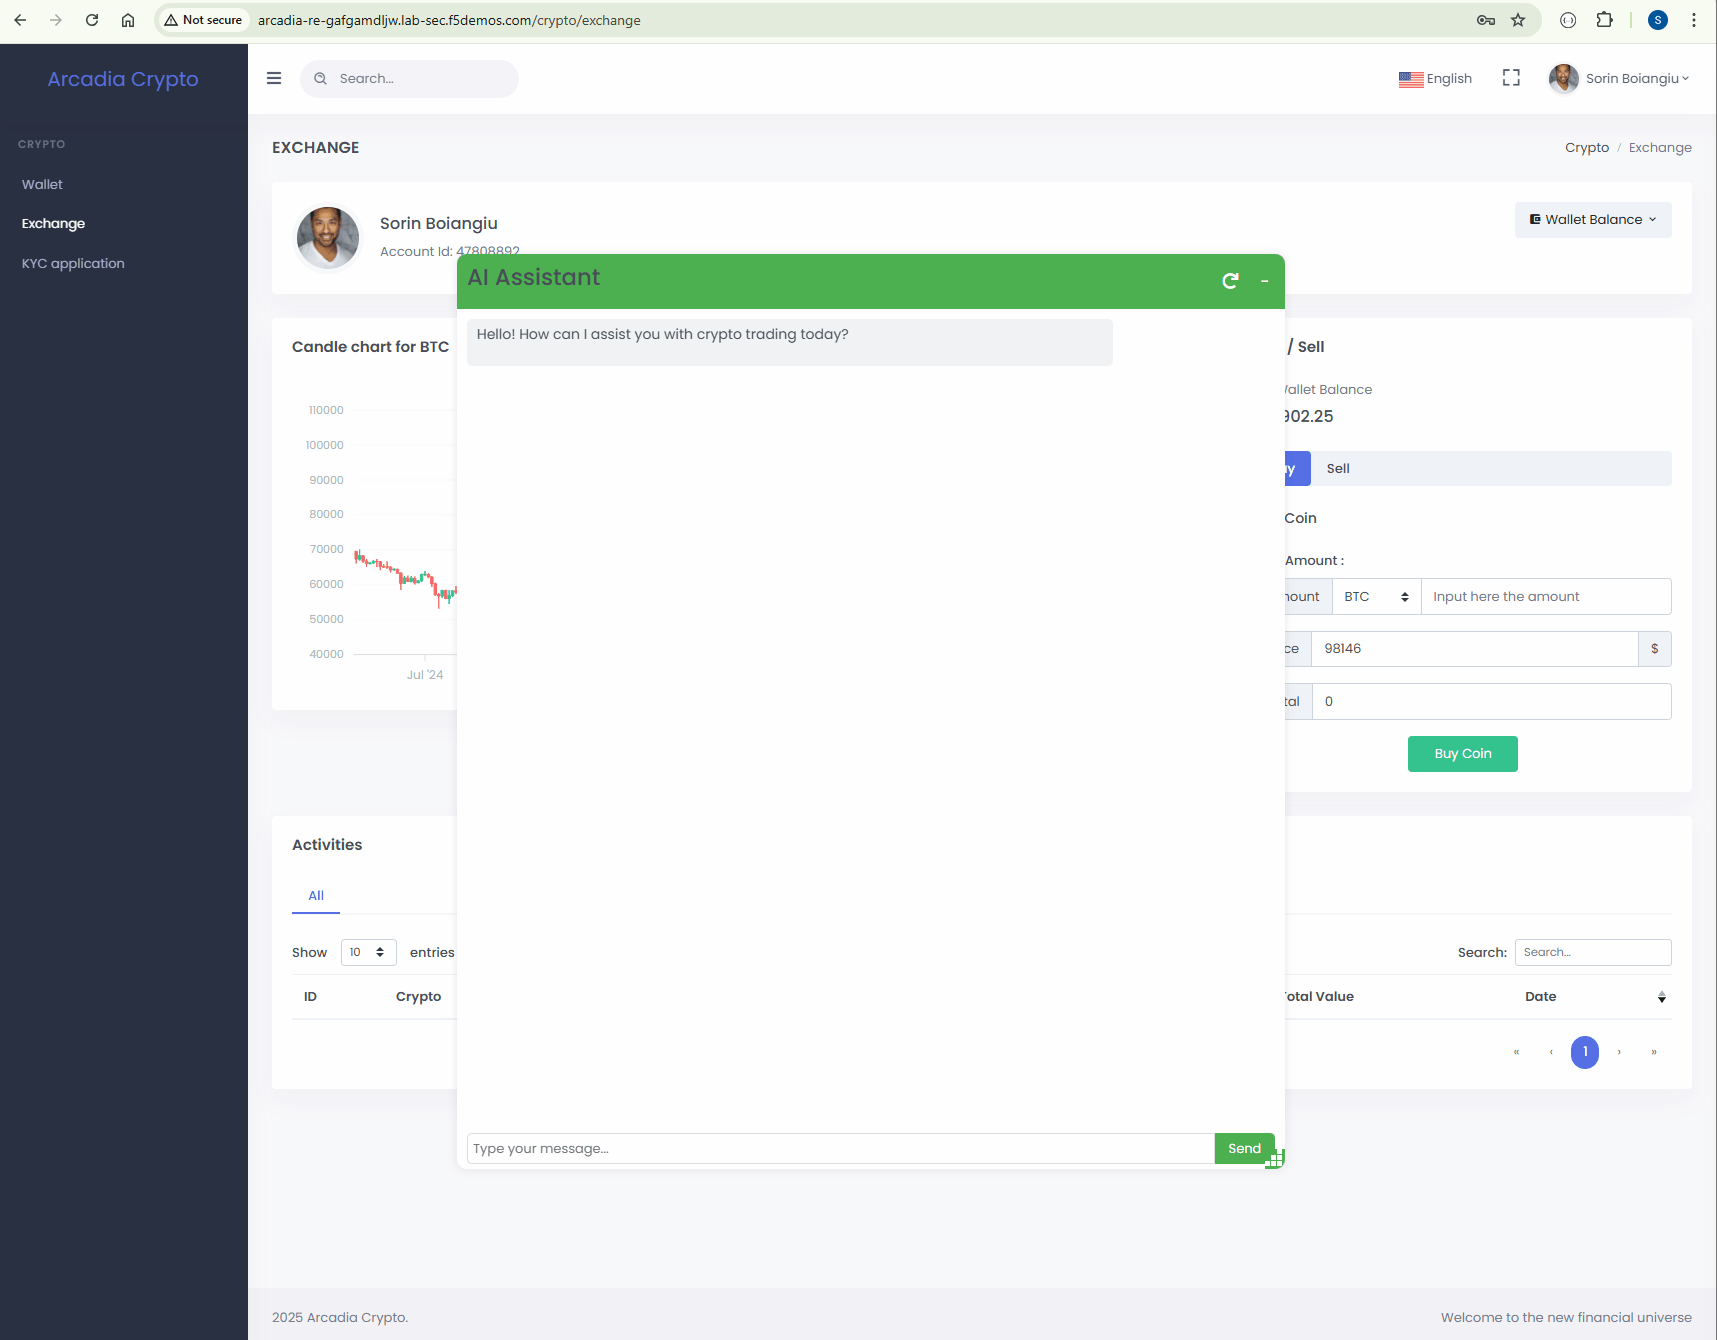 Not secure
arcadia-re-gafgamdljw.lab-sec.f5demos.com/crypto/exchange
S
Arcadia Crypto
Search...
English
Sorin Boiangiu
CRYPTO
Wallet
Exchange
KYC application
EXCHANGE
Crypto / Exchange
Sorin Boiangiu
Account Id: 47808892
Wallet Balance
AI Assistant
-
Hello! How can I assist you with crypto trading today?
Candle chart for BTC
110000
100000
90000
80000
70000
60000
50000
40000
Jul '24
/ Sell
Wallet Balance
902.25
Sell
Coin
Amount :
BTC
Input here the amount
98146
$
0
Buy Coin
Activities
All
Show 10 entries
Search: Search...
ID Crypto Total Value Date
« ‹ 1 › »
Type your message...
Send
2025 Arcadia Crypto.
Welcome to the new financial universe